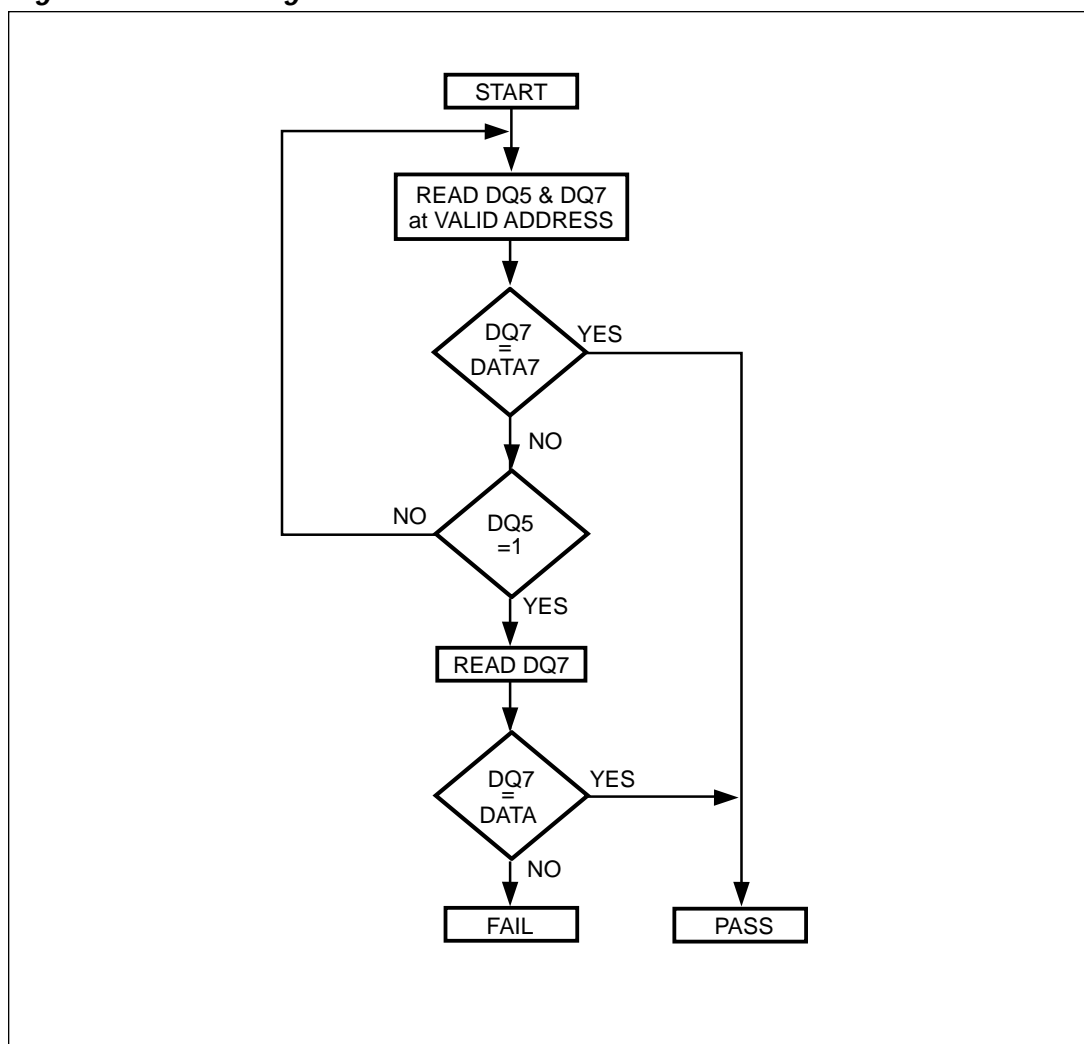 START
READ DQ5 & DQ7
at VALID ADDRESS
DQ7
=
DATA7
YES
NO
DQ5
=1
NO
YES
READ DQ7
DQ7
=
DATA
YES
NO
FAIL
PASS